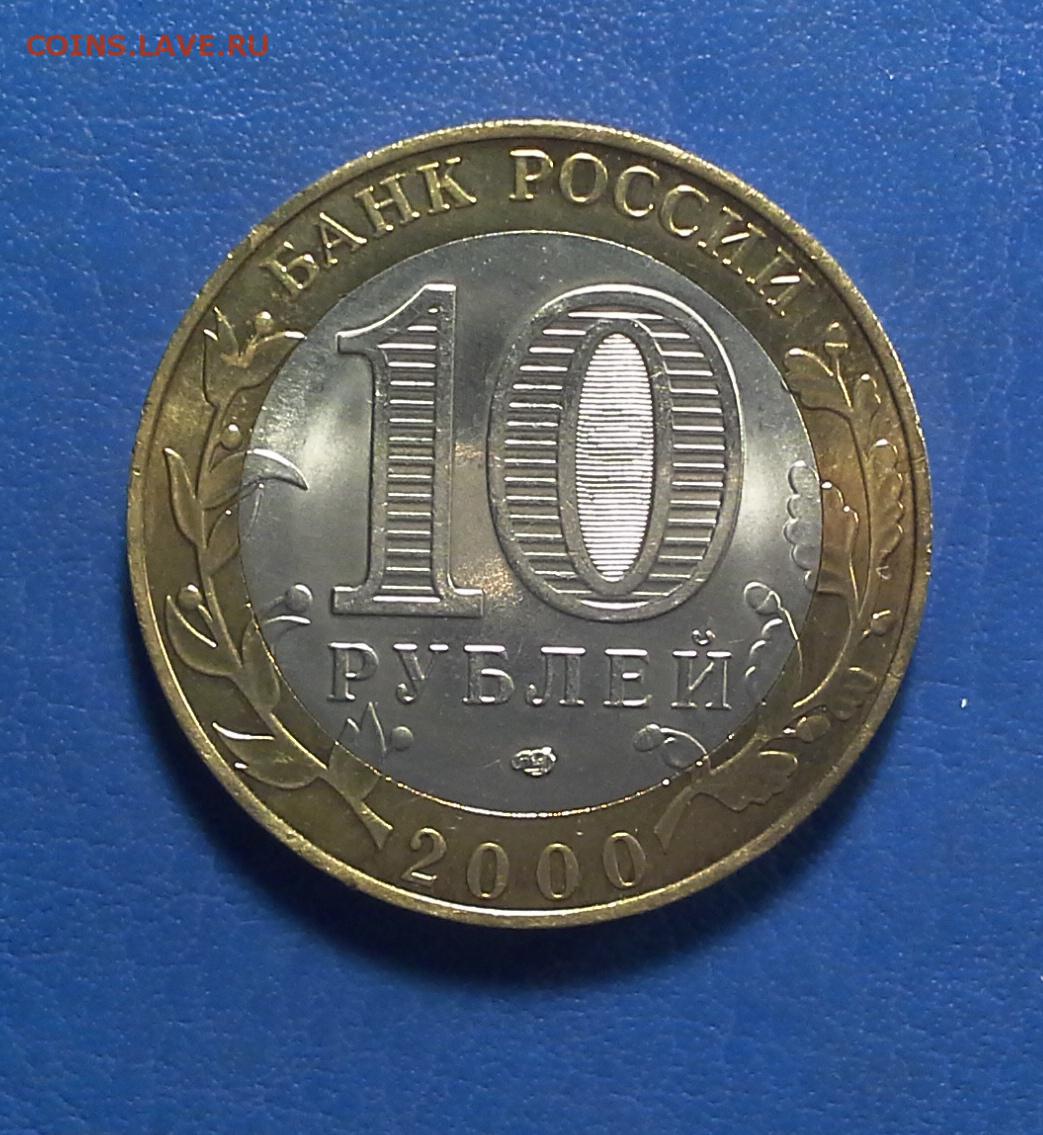 COINS.LAVE.RU
БАНК РОССИИ
10
РУБЛЕЙ
2000